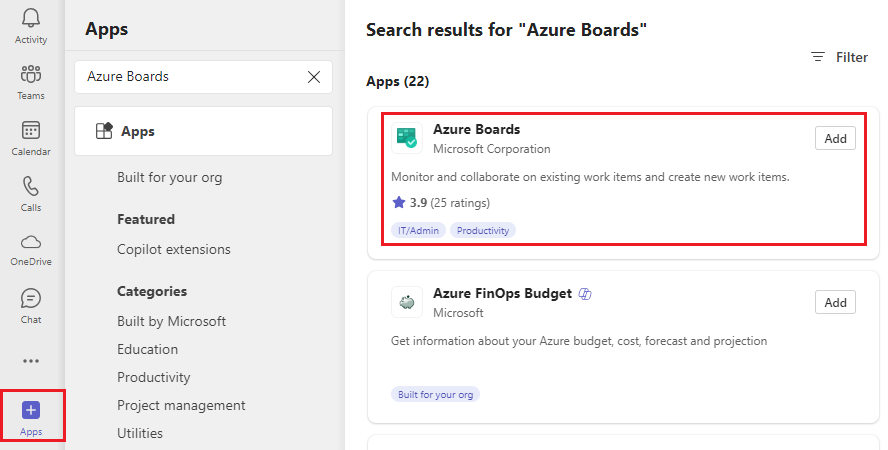 Activity
Teams
Calendar
Calls
OneDrive
Chat
Apps
Apps
Azure Boards
Apps
Built for your org
Featured
Copilot extensions
Categories
Built by Microsoft
Education
Productivity
Project management
Utilities
Search results for "Azure Boards"
Filter
Apps (22)
Azure Boards
Microsoft Corporation
Add
Monitor and collaborate on existing work items and create new work items.
3.9 (25 ratings)
IT/Admin Productivity
Azure FinOps Budget
Microsoft
Add
Get information about your Azure budget, cost, forecast and projection
Built for your org